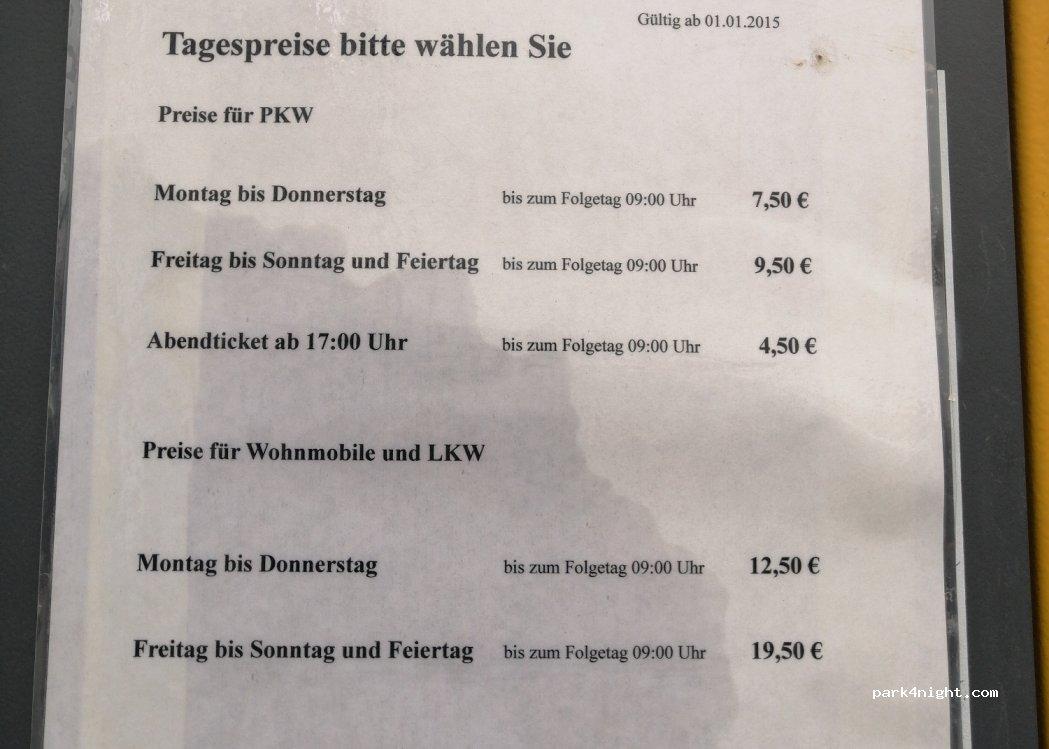 Gültig ab 01.01.2015
Tagespreise bitte wählen Sie
Preise für PKW
Montag bis Donnerstag bis zum Folgetag 09:00 Uhr 7,50 €
Freitag bis Sonntag und Feiertag bis zum Folgetag 09:00 Uhr 9,50 €
Abendticket ab 17:00 Uhr bis zum Folgetag 09:00 Uhr 4,50 €
Preise für Wohnmobile und LKW
Montag bis Donnerstag bis zum Folgetag 09:00 Uhr 12,50 €
Freitag bis Sonntag und Feiertag bis zum Folgetag 09:00 Uhr 19,50 €
park4night.com